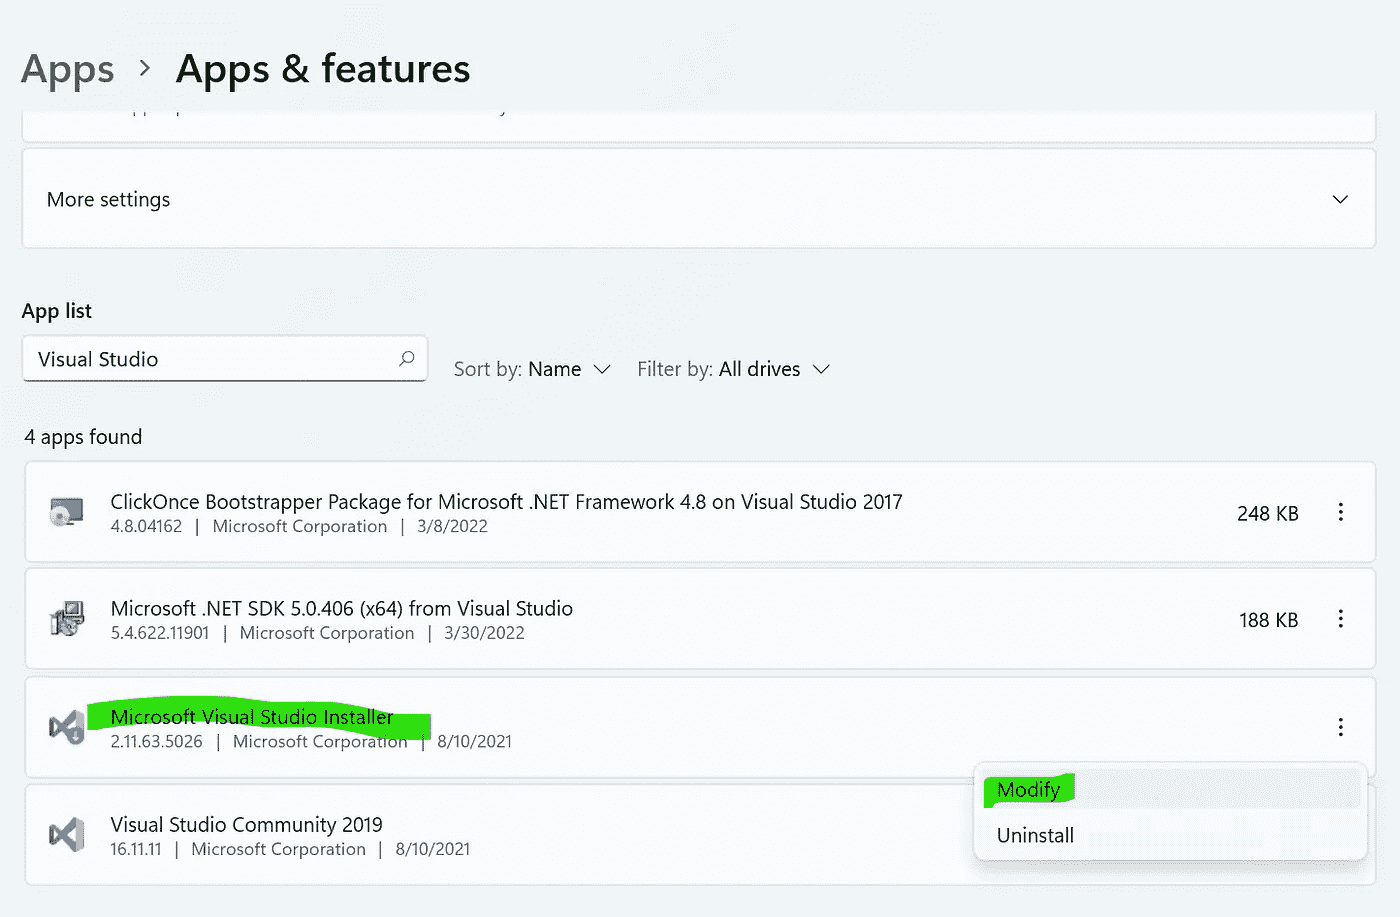 Apps > Apps & features
More settings
App list
Visual Studio
Sort by: Name Filter by: All drives
4 apps found
ClickOnce Bootstrapper Package for Microsoft .NET Framework 4.8 on Visual Studio 2017
4.8.04162 | Microsoft Corporation | 3/8/2022
248 KB
Microsoft .NET SDK 5.0.406 (x64) from Visual Studio
5.4.622.11901 | Microsoft Corporation | 3/30/2022
188 KB
Microsoft Visual Studio Installer
2.11.63.5026 | Microsoft Corporation | 8/10/2021
Modify
Uninstall
Visual Studio Community 2019
16.11.11 | Microsoft Corporation | 8/10/2021